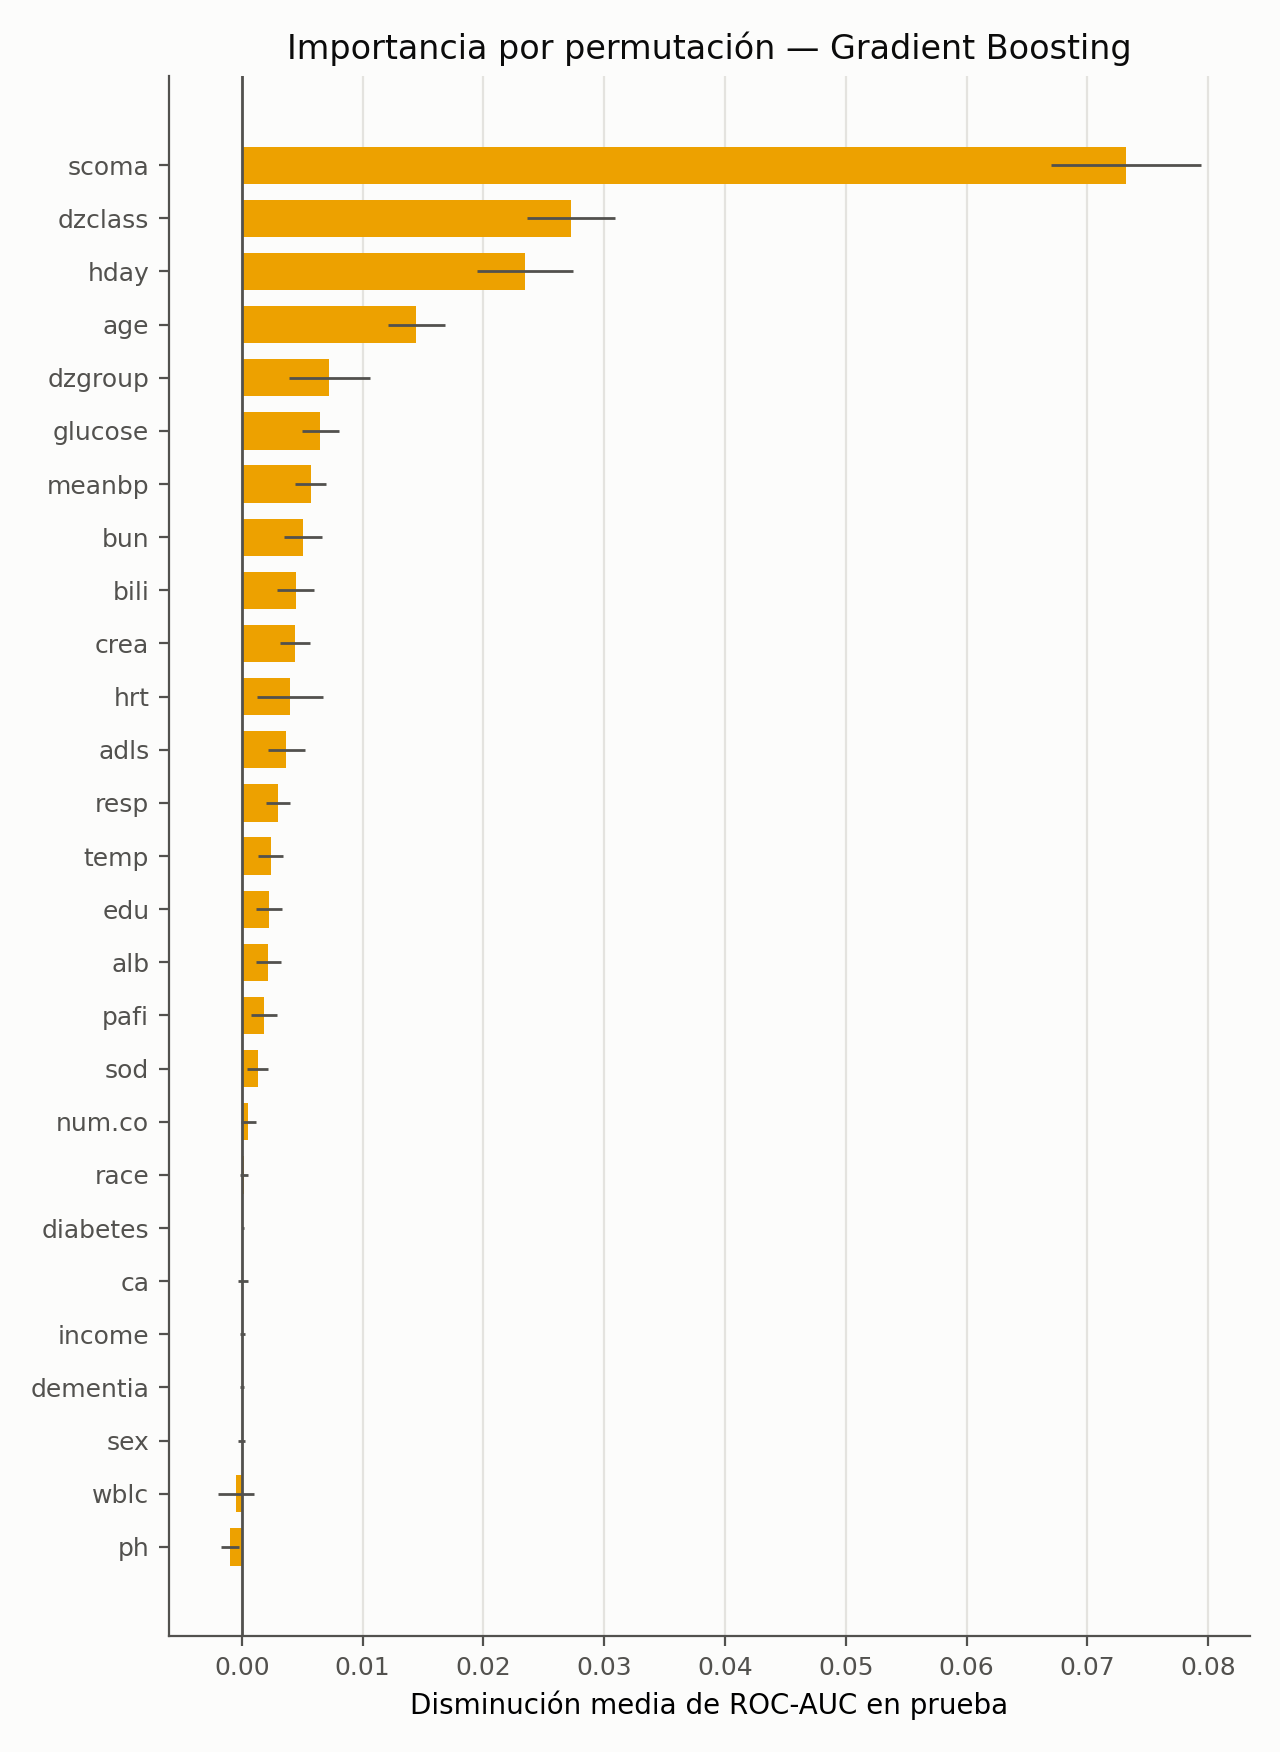 Importancia por permutación — Gradient Boosting
scoma
dzclass
hday
age
dzgroup
glucose
meanbp
bun
bili
crea
hrt
adls
resp
temp
edu
alb
pafi
sod
num.co
race
diabetes
ca
income
dementia
sex
wblc
ph
0.00 0.01 0.02 0.03 0.04 0.05 0.06 0.07 0.08
Disminución media de ROC-AUC en prueba